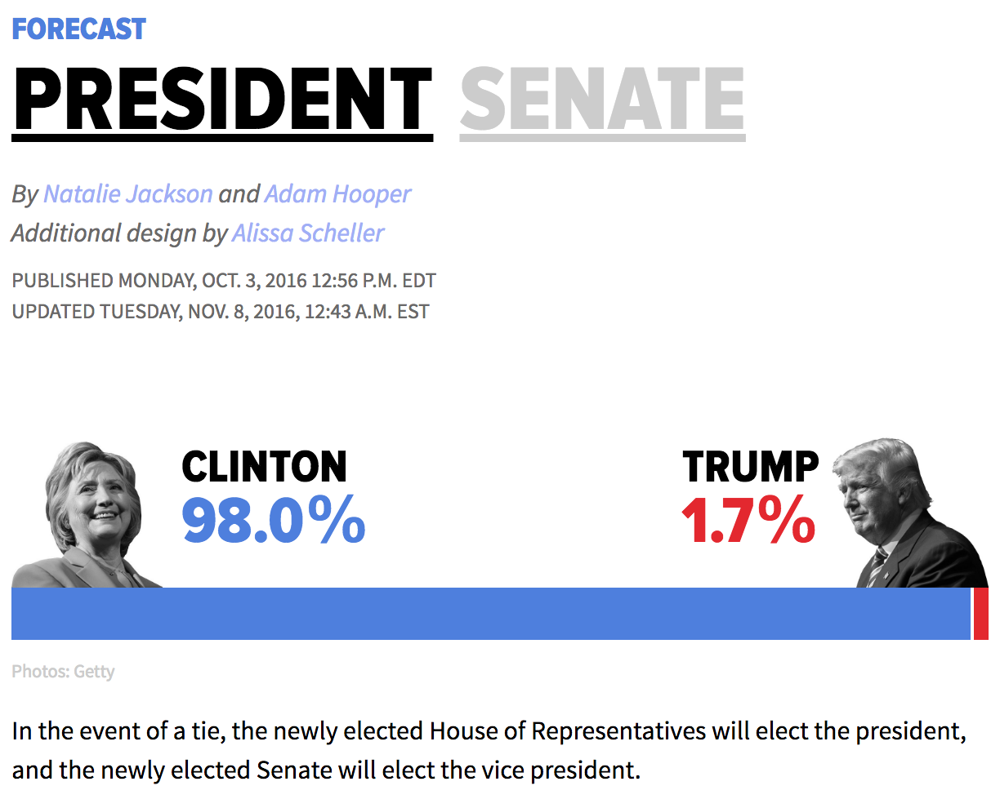 FORECAST
PRESIDENT SENATE
By Natalie Jackson and Adam Hooper
Additional design by Alissa Scheller
PUBLISHED MONDAY, OCT. 3, 2016 12:56 P.M. EDT
UPDATED TUESDAY, NOV. 8, 2016, 12:43 A.M. EST
CLINTON
98.0%
TRUMP
1.7%
Photos: Getty
In the event of a tie, the newly elected House of Representatives will elect the president,
and the newly elected Senate will elect the vice president.